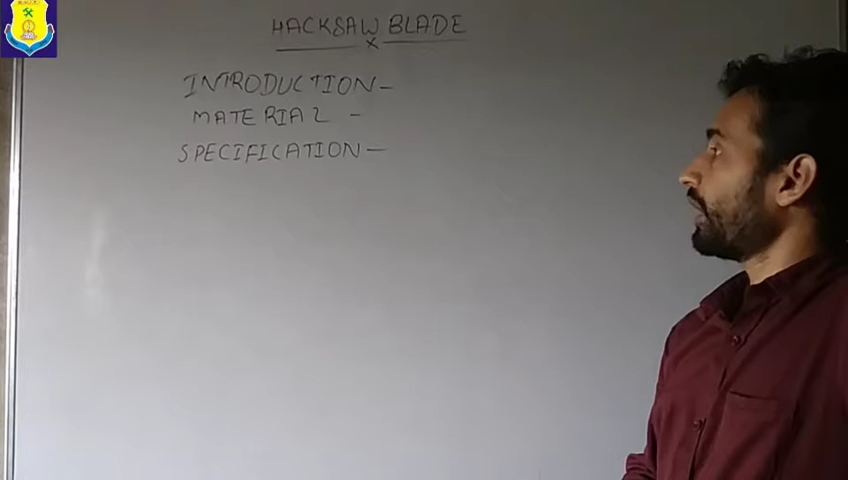 HACKSAW BLADE
INTRODUCTION-
MATERIAL -
SPECIFICATION-